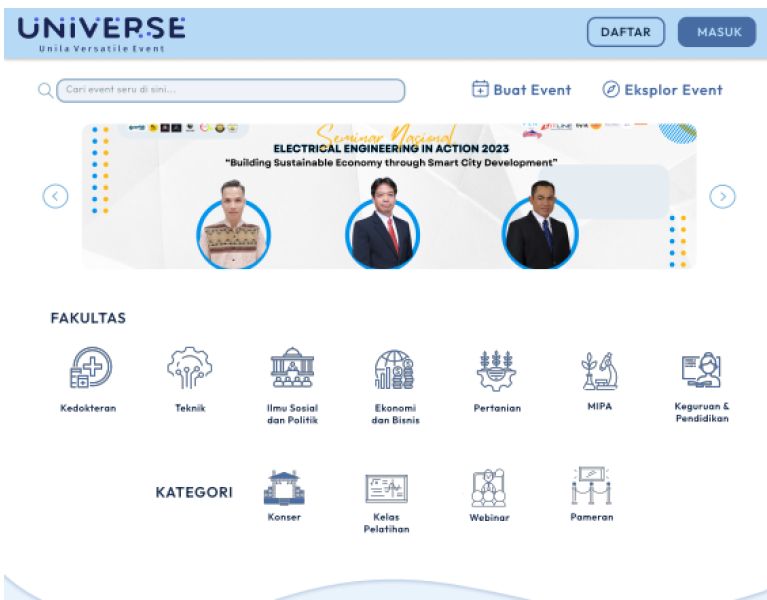 UNIVERSE
Unila Versatile Event
DAFTAR
MASUK
Cari event seru di sini...
Buat Event
Eksplor Event
Seminar Nasional
ELECTRICAL ENGINEERING IN ACTION 2023
"Building Sustainable Economy through Smart City Development"
FAKULTAS
Kedokteran
Teknik
Ilmu Sosial
dan Politik
Ekonomi
dan Bisnis
Pertanian
MIPA
Keguruan &
Pendidikan
KATEGORI
Konser
Kelas
Pelatihan
Webinar
Pameran